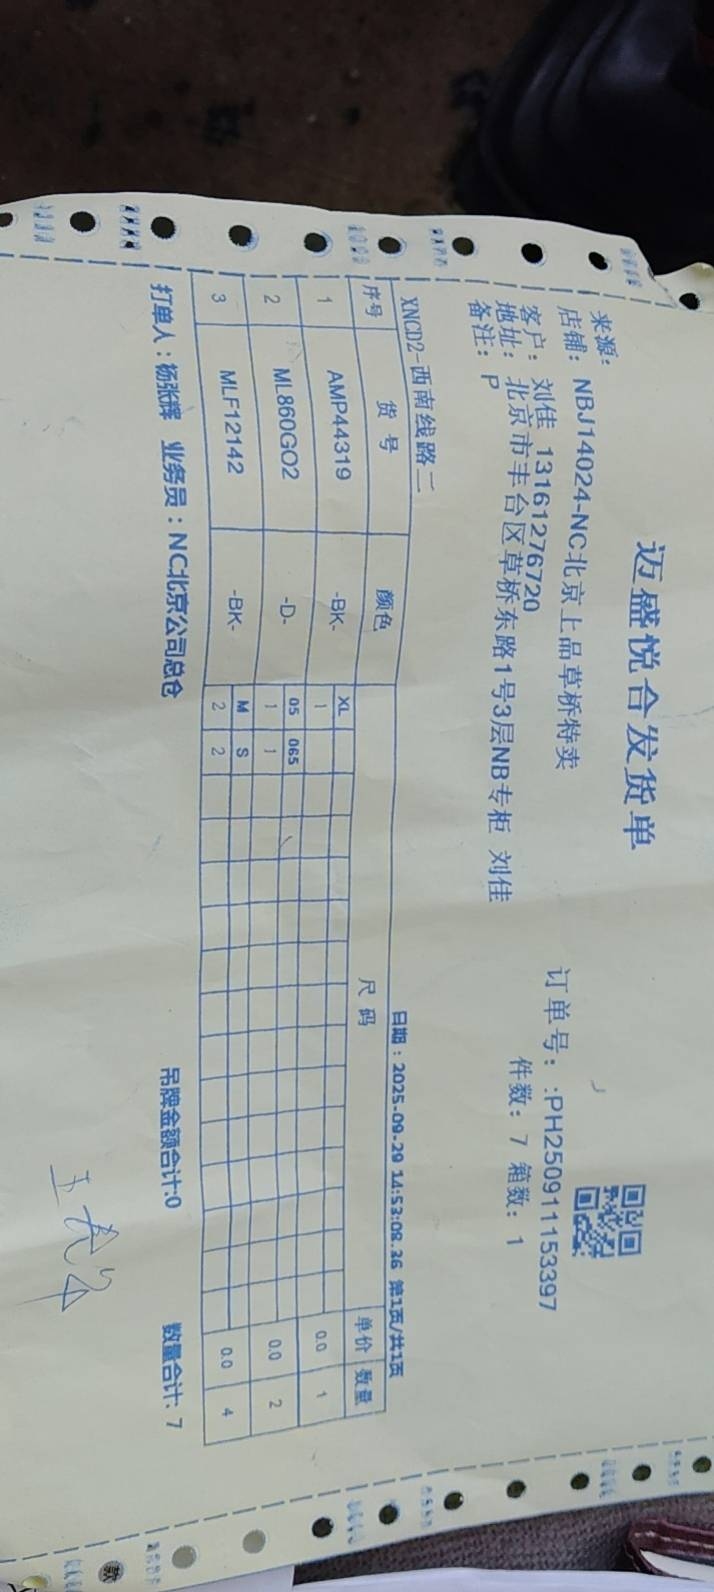 迈盛悦合发货单
来源:
店铺: NBJ14024-NC北京上品草桥特卖
订单号: :PH250911153397
客户: 刘佳 13161276720
件数: 7 箱数: 1
地址: 北京市丰台区草桥东路1号3层NB专柜 刘佳
备注: P
XNCD2-西南线路二
日期: 2025-09-29 14:53:08.36 第1页/共1页
序号 货号 颜色 尺码 单价 数量
1 AMP44319 -BK- XL 0.0 1
1
2 ML860GO2 -D- 05 065 0.0 2
1 1
3 MLF12142 -BK- M S 0.0 4
2 2
打单人: 杨张辉 业务员: NC北京公司总仓 吊牌金额合计:0 数量合计: 7